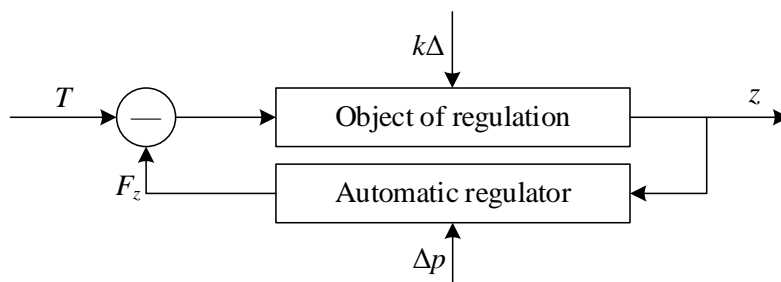 kΔ
T
—
Object of regulation
z
F_z
Automatic regulator
Δp